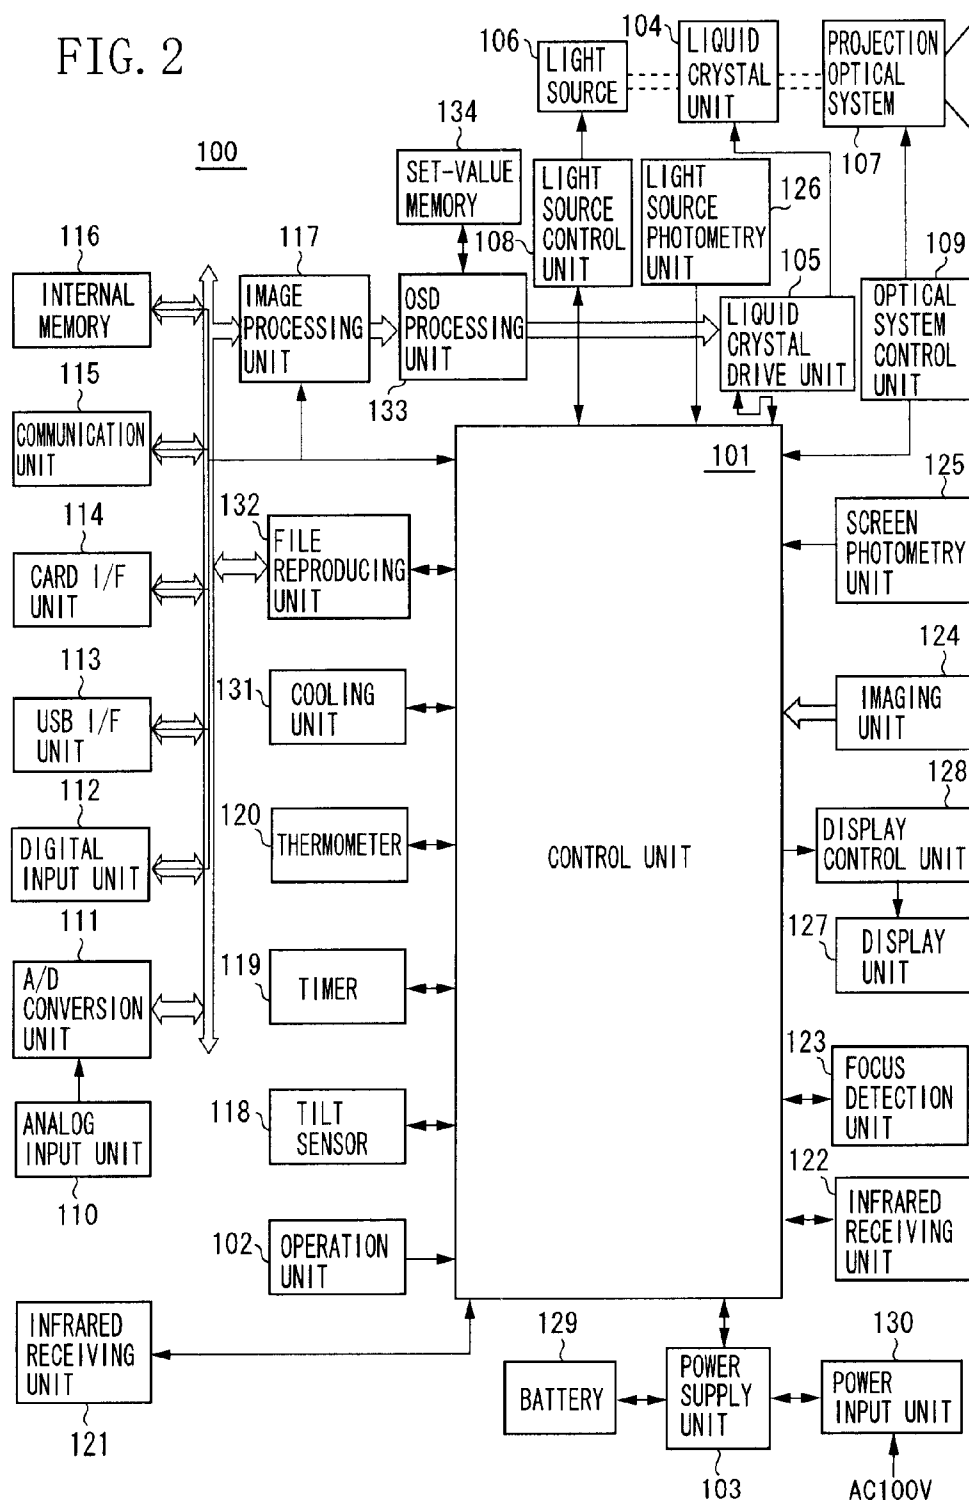 FIG. 2
100
106
LIGHT
SOURCE
104
LIQUID
CRYSTAL
UNIT
PROJECTION
OPTICAL
SYSTEM
107
134
SET-VALUE
MEMORY
108
LIGHT
SOURCE
CONTROL
UNIT
LIGHT
SOURCE
PHOTOMETRY
UNIT
126
105
LIQUID
CRYSTAL
DRIVE UNIT
109
OPTICAL
SYSTEM
CONTROL
UNIT
116
INTERNAL
MEMORY
117
IMAGE
PROCESSING
UNIT
OSD
PROCESSING
UNIT
133
115
COMMUNICATION
UNIT
101
CONTROL UNIT
125
SCREEN
PHOTOMETRY
UNIT
114
CARD I/F
UNIT
132
FILE
REPRODUCING
UNIT
113
USB I/F
UNIT
131
COOLING
UNIT
124
IMAGING
UNIT
112
DIGITAL
INPUT UNIT
120
THERMOMETER
128
DISPLAY
CONTROL UNIT
127
DISPLAY
UNIT
111
A/D
CONVERSION
UNIT
119
TIMER
123
FOCUS
DETECTION
UNIT
ANALOG
INPUT UNIT
110
118
TILT
SENSOR
122
INFRARED
RECEIVING
UNIT
102
OPERATION
UNIT
INFRARED
RECEIVING
UNIT
121
129
BATTERY
POWER
SUPPLY
UNIT
103
130
POWER
INPUT UNIT
AC100V